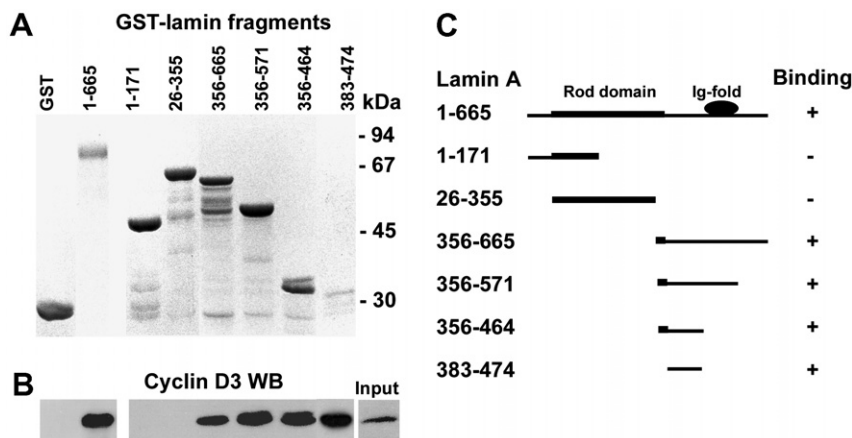 A
GST-lamin fragments
GST
1-665
1-171
26-355
356-665
356-571
356-464
383-474
kDa
- 94
- 67
- 45
- 30
B
Cyclin D3 WB
Input
C
Lamin A
Rod domain
Ig-fold
Binding
1-665 +
1-171 -
26-355 -
356-665 +
356-571 +
356-464 +
383-474 +